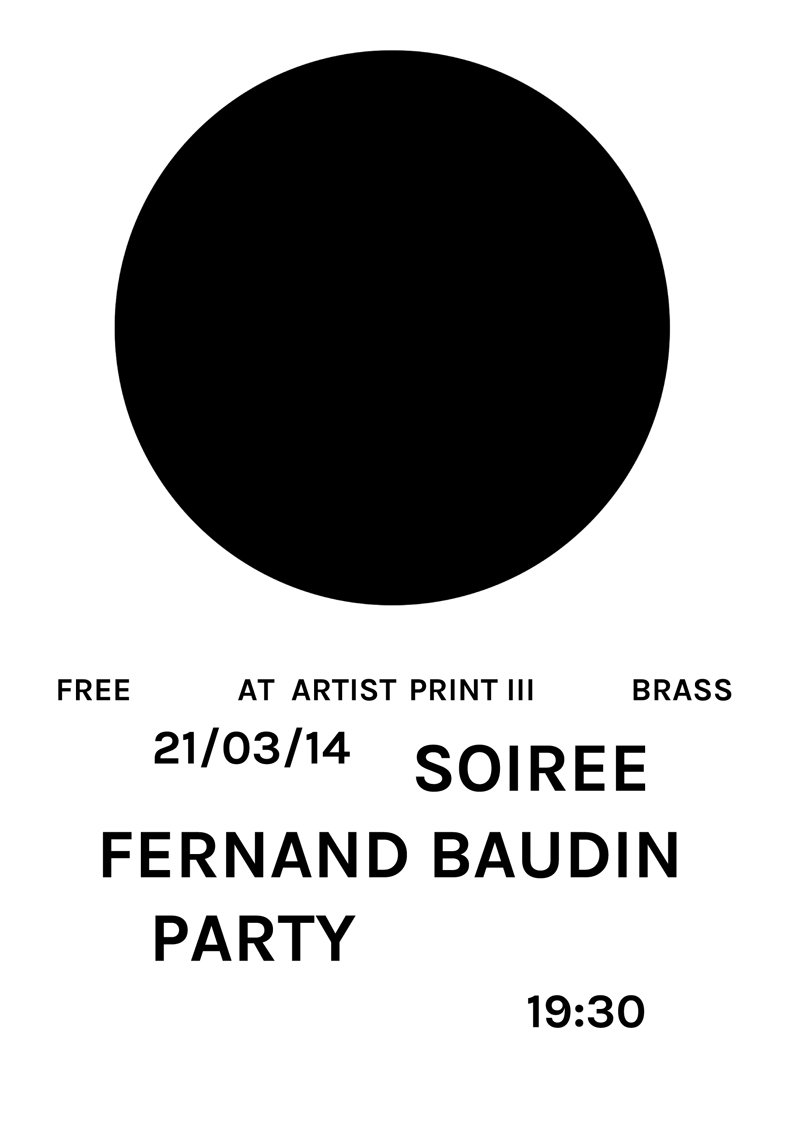 FREE AT ARTIST PRINT III BRASS
21/03/14 SOIREE
FERNAND BAUDIN
PARTY
19:30